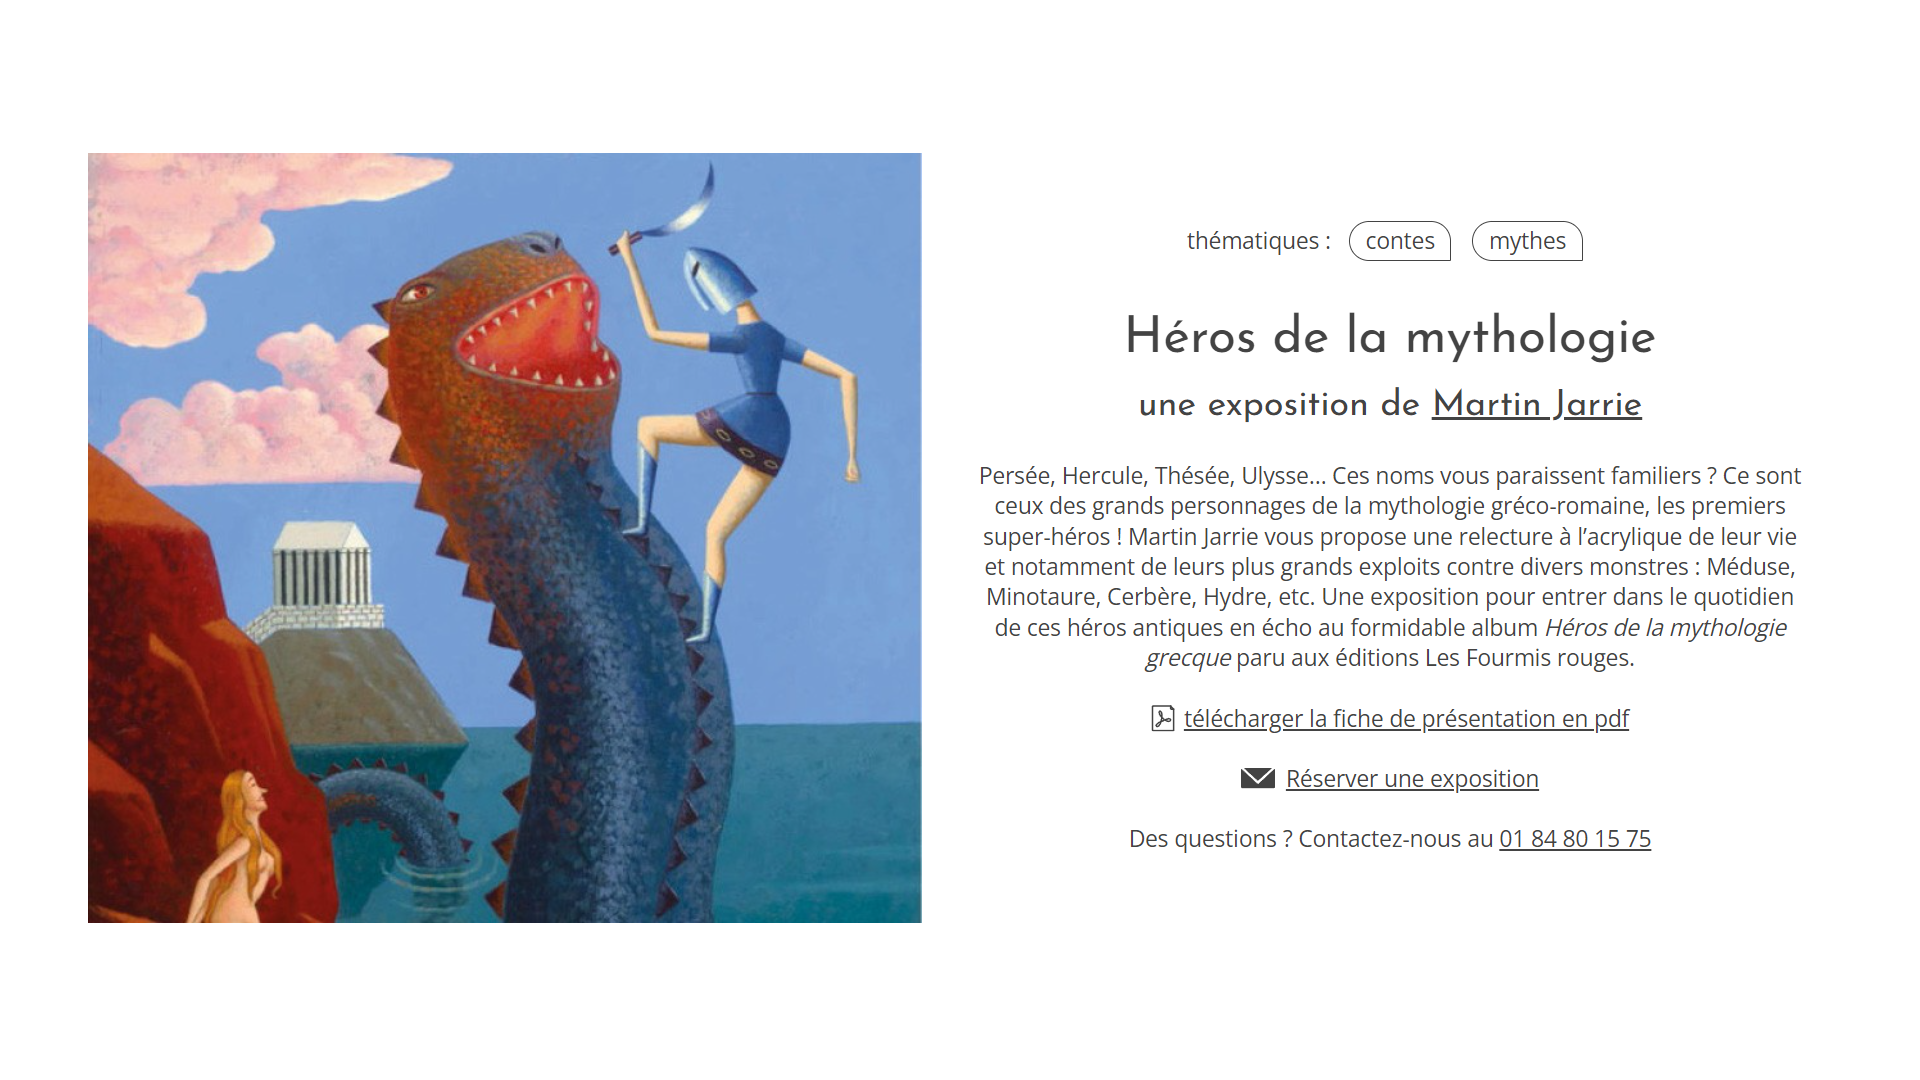 thématiques : contes mythes
Héros de la mythologie
une exposition de Martin Jarrie
Persée, Hercule, Thésée, Ulysse... Ces noms vous paraissent familiers ? Ce sont
ceux des grands personnages de la mythologie gréco-romaine, les premiers
super-héros ! Martin Jarrie vous propose une relecture à l’acrylique de leur vie
et notamment de leurs plus grands exploits contre divers monstres : Méduse,
Minotaure, Cerbère, Hydre, etc. Une exposition pour entrer dans le quotidien
de ces héros antiques en écho au formidable album Héros de la mythologie
grecque paru aux éditions Les Fourmis rouges.
télécharger la fiche de présentation en pdf
Réserver une exposition
Des questions ? Contactez-nous au 01 84 80 15 75